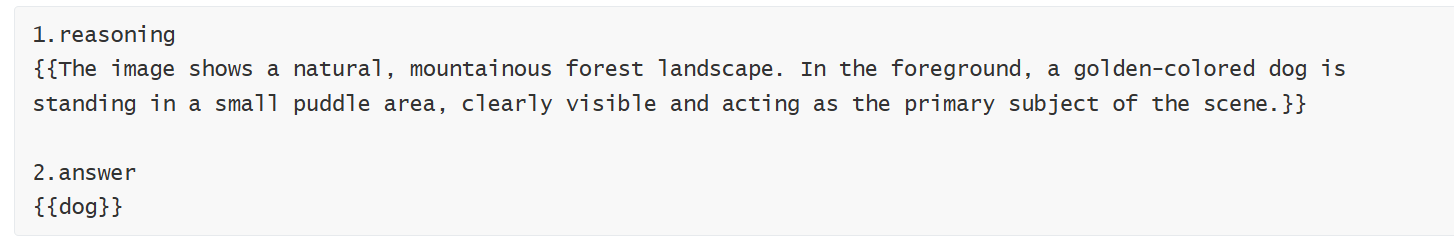 1.reasoning
{{The image shows a natural, mountainous forest landscape. In the foreground, a golden-colored dog is
standing in a small puddle area, clearly visible and acting as the primary subject of the scene.}}

2.answer
{{dog}}